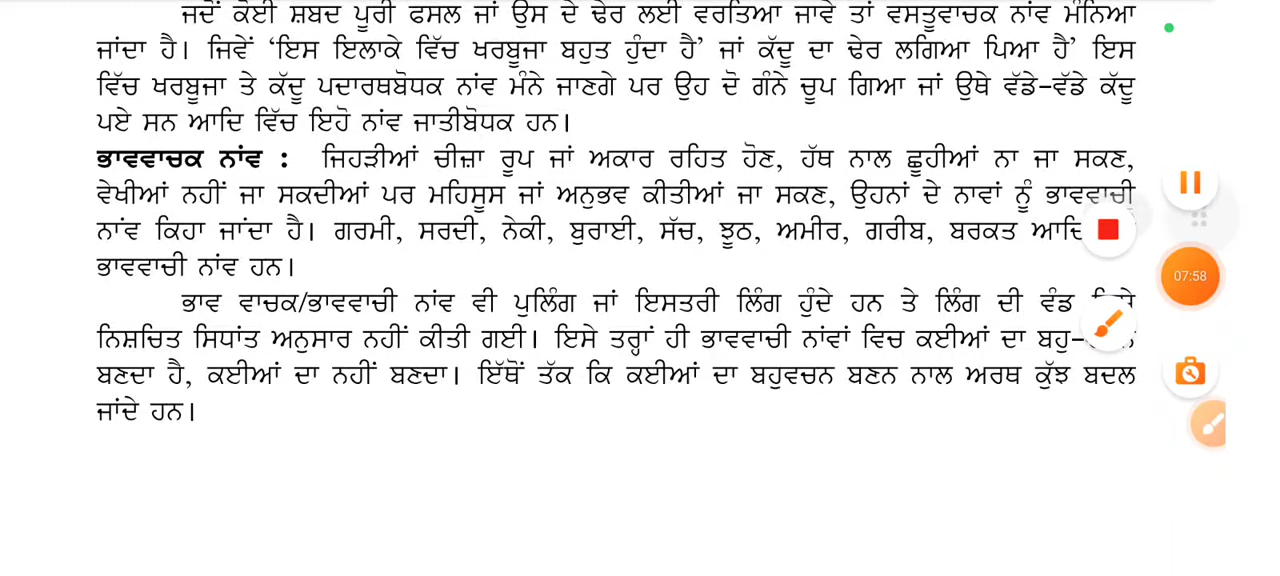 ਜਦੋਂ ਕੋਈ ਸ਼ਬਦ ਪੂਰੀ ਫਸਲ ਜਾਂ ਉਸ ਦੇ ਢੇਰ ਲਈ ਵਰਤਿਆ ਜਾਵੇ ਤਾਂ ਵਸਤੂਵਾਚਕ ਨਾਂਵ ਮੰਨਿਆ
ਜਾਂਦਾ ਹੈ। ਜਿਵੇਂ ‘ਇਸ ਇਲਾਕੇ ਵਿੱਚ ਖਰਬੂਜਾ ਬਹੁਤ ਹੁੰਦਾ ਹੈ’ ਜਾਂ ਕੱਦੂ ਦਾ ਢੇਰ ਲਗਿਆ ਪਿਆ ਹੈ’ ਇਸ
ਵਿੱਚ ਖਰਬੂਜਾ ਤੇ ਕੱਦੂ ਪਦਾਰਥਬੋਧਕ ਨਾਂਵ ਮੰਨੇ ਜਾਣਗੇ ਪਰ ਉਹ ਦੋ ਗੰਨੇ ਚੂਪ ਗਿਆ ਜਾਂ ਉਥੇ ਵੱਡੇ-ਵੱਡੇ ਕੱਦੂ
ਪਏ ਸਨ ਆਦਿ ਵਿੱਚ ਇਹੋ ਨਾਂਵ ਜਾਤੀਬੋਧਕ ਹਨ।
ਭਾਵਵਾਚਕ ਨਾਂਵ : ਜਿਹੜੀਆਂ ਚੀਜ਼ਾ ਰੂਪ ਜਾਂ ਅਕਾਰ ਰਹਿਤ ਹੋਣ, ਹੱਥ ਨਾਲ ਛੂਹੀਆਂ ਨਾ ਜਾ ਸਕਣ,
ਵੇਖੀਆਂ ਨਹੀਂ ਜਾ ਸਕਦੀਆਂ ਪਰ ਮਹਿਸੂਸ ਜਾਂ ਅਨੁਭਵ ਕੀਤੀਆਂ ਜਾ ਸਕਣ, ਉਹਨਾਂ ਦੇ ਨਾਵਾਂ ਨੂੰ ਭਾਵਵਾਚੀ
ਨਾਂਵ ਕਿਹਾ ਜਾਂਦਾ ਹੈ। ਗਰਮੀ, ਸਰਦੀ, ਨੇਕੀ, ਬੁਰਾਈ, ਸੱਚ, ਝੂਠ, ਅਮੀਰ, ਗਰੀਬ, ਬਰਕਤ ਆਦਿ
ਭਾਵਵਾਚੀ ਨਾਂਵ ਹਨ।
07:58
ਭਾਵ ਵਾਚਕ/ਭਾਵਵਾਚੀ ਨਾਂਵ ਵੀ ਪੁਲਿੰਗ ਜਾਂ ਇਸਤਰੀ ਲਿੰਗ ਹੁੰਦੇ ਹਨ ਤੇ ਲਿੰਗ ਦੀ ਵੰਡ
ਨਿਸ਼ਚਿਤ ਸਿਧਾਂਤ ਅਨੁਸਾਰ ਨਹੀਂ ਕੀਤੀ ਗਈ। ਇਸੇ ਤਰ੍ਹਾਂ ਹੀ ਭਾਵਵਾਚੀ ਨਾਂਵਾਂ ਵਿਚ ਕਈਆਂ ਦਾ ਬਹੁ-
ਬਣਦਾ ਹੈ, ਕਈਆਂ ਦਾ ਨਹੀਂ ਬਣਦਾ। ਇੱਥੋਂ ਤੱਕ ਕਿ ਕਈਆਂ ਦਾ ਬਹੁਵਚਨ ਬਣਨ ਨਾਲ ਅਰਥ ਕੁੱਝ ਬਦਲ
ਜਾਂਦੇ ਹਨ।